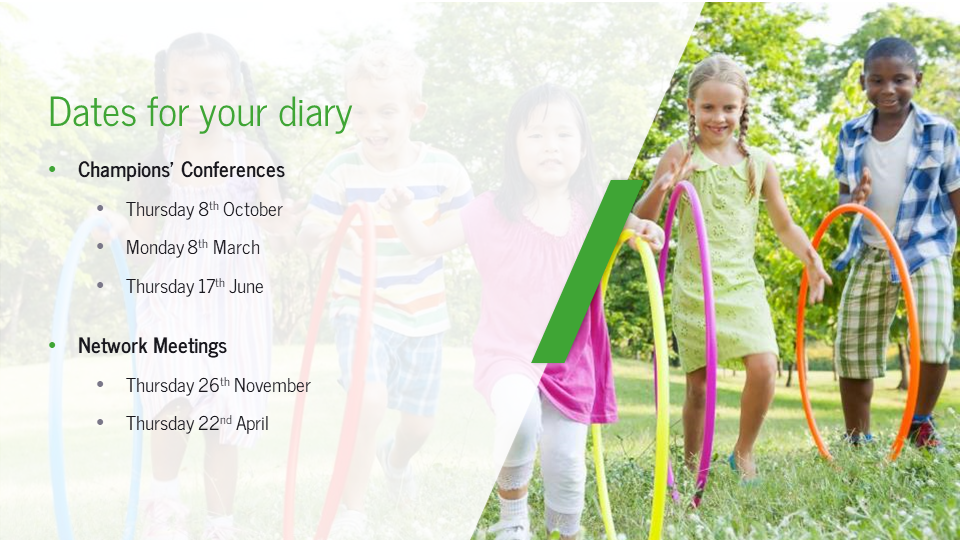 Dates for your diary
• Champions’ Conferences
• Thursday 8th October
• Monday 8th March
• Thursday 17th June
• Network Meetings
• Thursday 26th November
• Thursday 22nd April